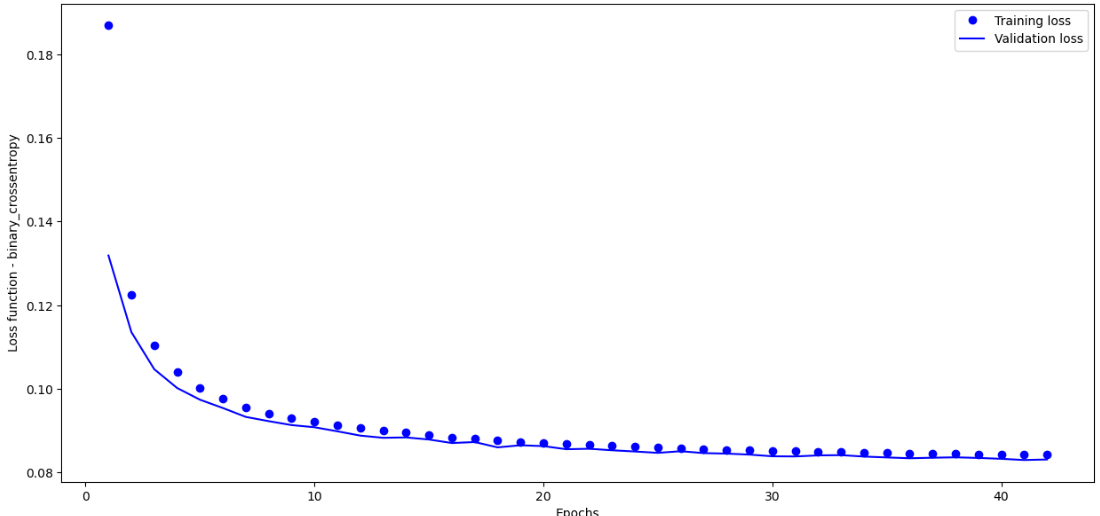 Training loss
Validation loss
0.18
0.16
0.14
0.12
0.10
0.08
Loss function - binary_crossentropy
0
10
20
30
40
Epochs